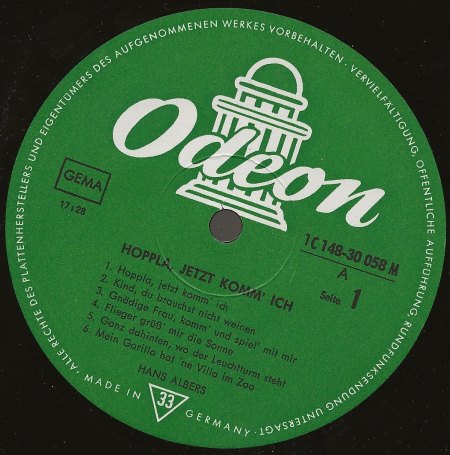 ALLE RECHTE DES PLATTENHERSTELLERS UND EIGENTÜMERS DES AUFGENOMMENEN WERKES VORBEHALTEN · VERVIELFÄLTIGUNG, ÖFFENTLICHE AUFFÜHRUNG, RUNDFUNKSENDUNG UNTERSAGT ·
Odeon
GEMA
17:28
1C 148-30 058 M
A
Seite 1
HOPPLA, JETZT KOMM' ICH
1. Hoppla, jetzt komm' ich
2. Kind, du brauchst nicht weinen
3. Gnädige Frau, komm' und spiel' mit mir
4. Flieger grüß' mit die Sonne
5. Ganz dahinten, wo der Leuchtturm steht
6. Mein Gorilla hat 'ne Villa im Zoo
HANS ALBERS
MADE IN 33 GERMANY